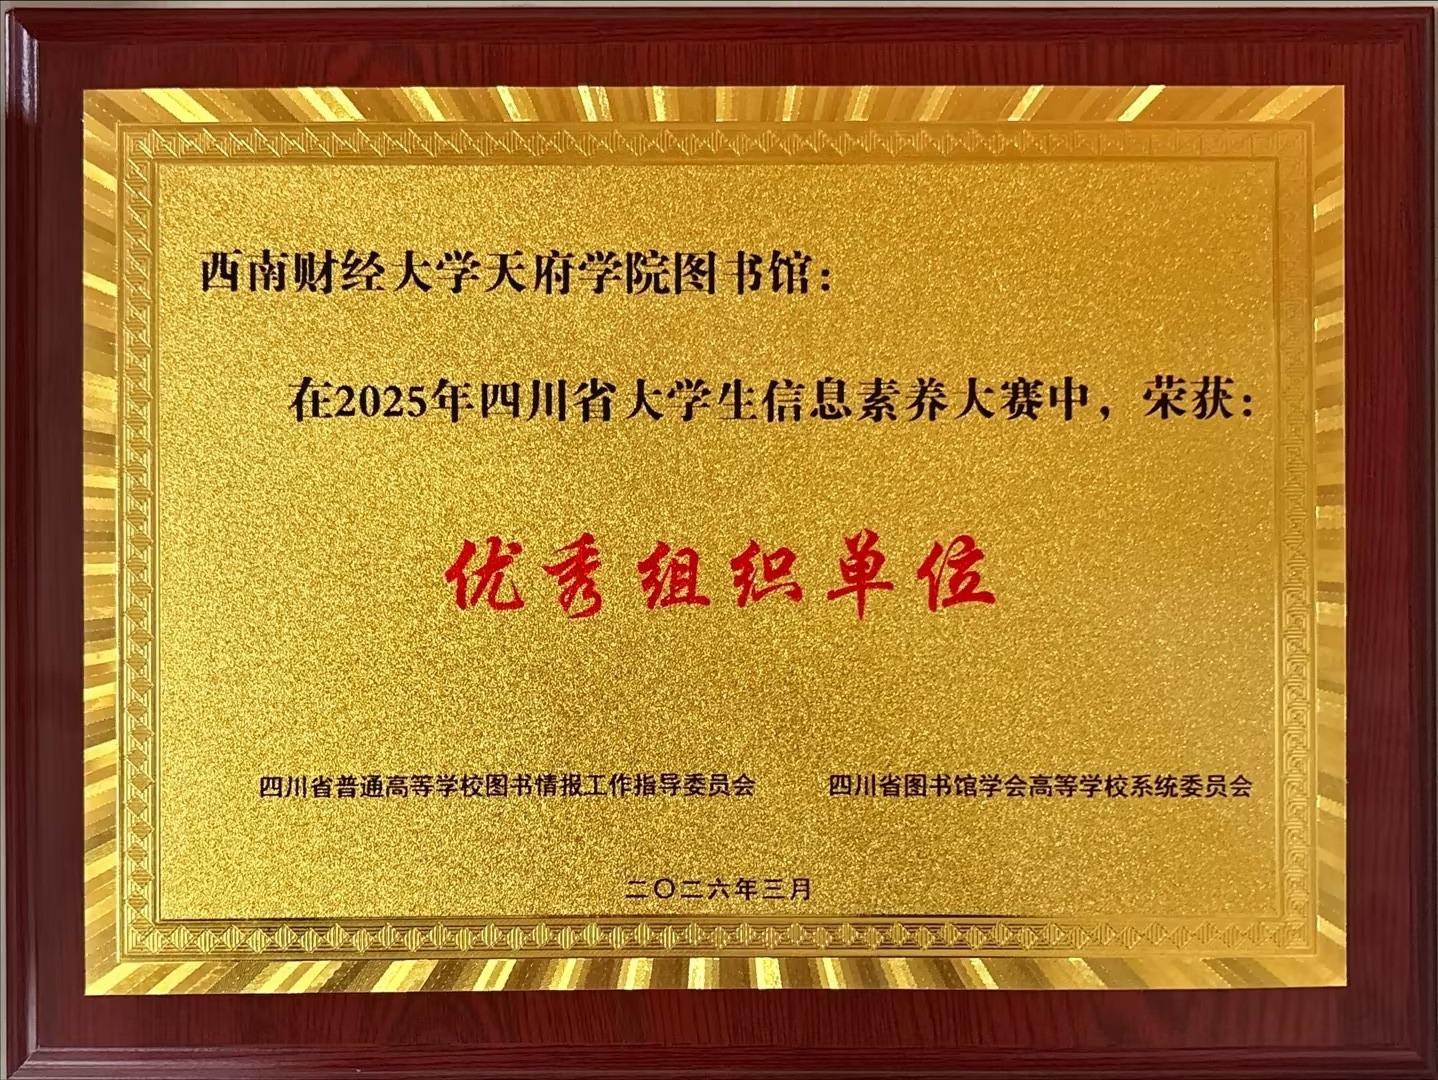 西南财经大学天府学院图书馆：
在2025年四川省大学生信息素养大赛中，荣获：
优秀组织单位
四川省普通高等学校图书情报工作指导委员会 四川省图书馆学会高等学校系统委员会
二〇二六年三月